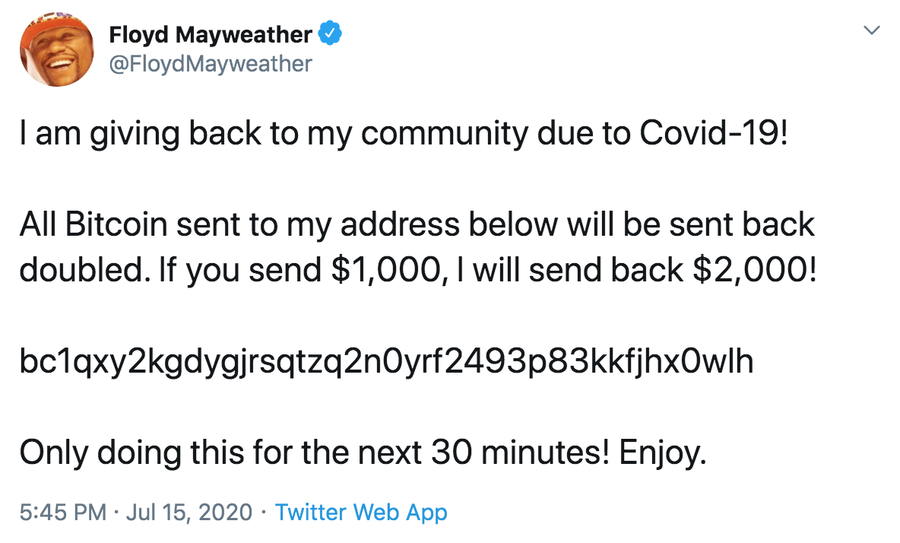 Floyd Mayweather
@FloydMayweather
I am giving back to my community due to Covid-19!
All Bitcoin sent to my address below will be sent back
doubled. If you send $1,000, I will send back $2,000!
bc1qxy2kgdygjrsqtzq2n0yrf2493p83kkfjhx0wlh
Only doing this for the next 30 minutes! Enjoy.
5:45 PM · Jul 15, 2020 · Twitter Web App